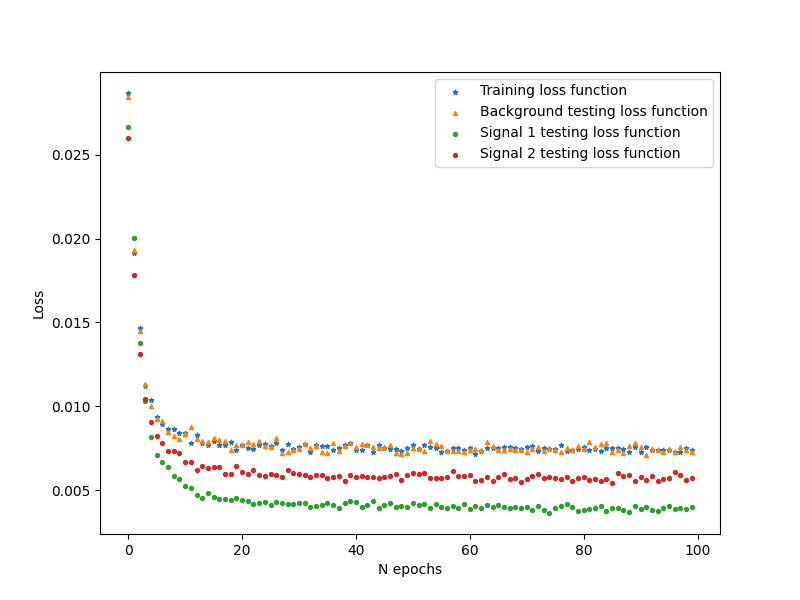 Training loss function
Background testing loss function
Signal 1 testing loss function
Signal 2 testing loss function
0.025
0.020
0.015
0.010
0.005
Loss
0 20 40 60 80 100
N epochs